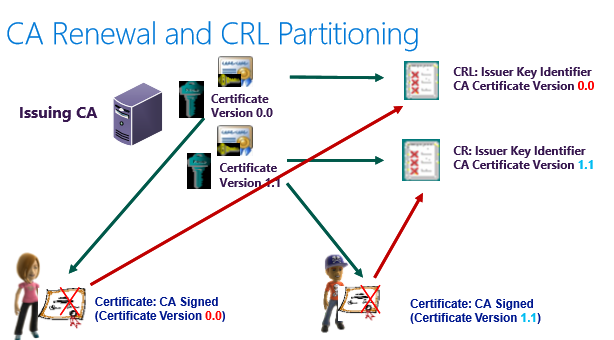 CA Renewal and CRL Partitioning
Issuing CA
Certificate
Version 0.0
CRL: Issuer Key Identifier
CA Certificate Version 0.0
Certificate
Version 1.1
CR: Issuer Key Identifier
CA Certificate Version 1.1
Certificate: CA Signed
(Certificate Version 0.0)
Certificate: CA Signed
(Certificate Version 1.1)